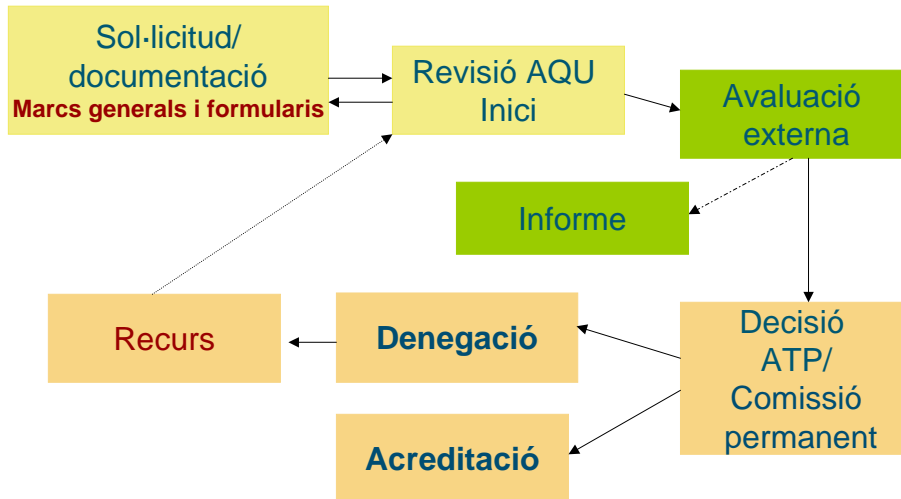 Sol·licitud/
documentació
Marcs generals i formularis
Revisió AQU
Inici
Avaluació
externa
Informe
Recurs
Denegació
Decisió
ATP/
Comissió
permanent
Acreditació